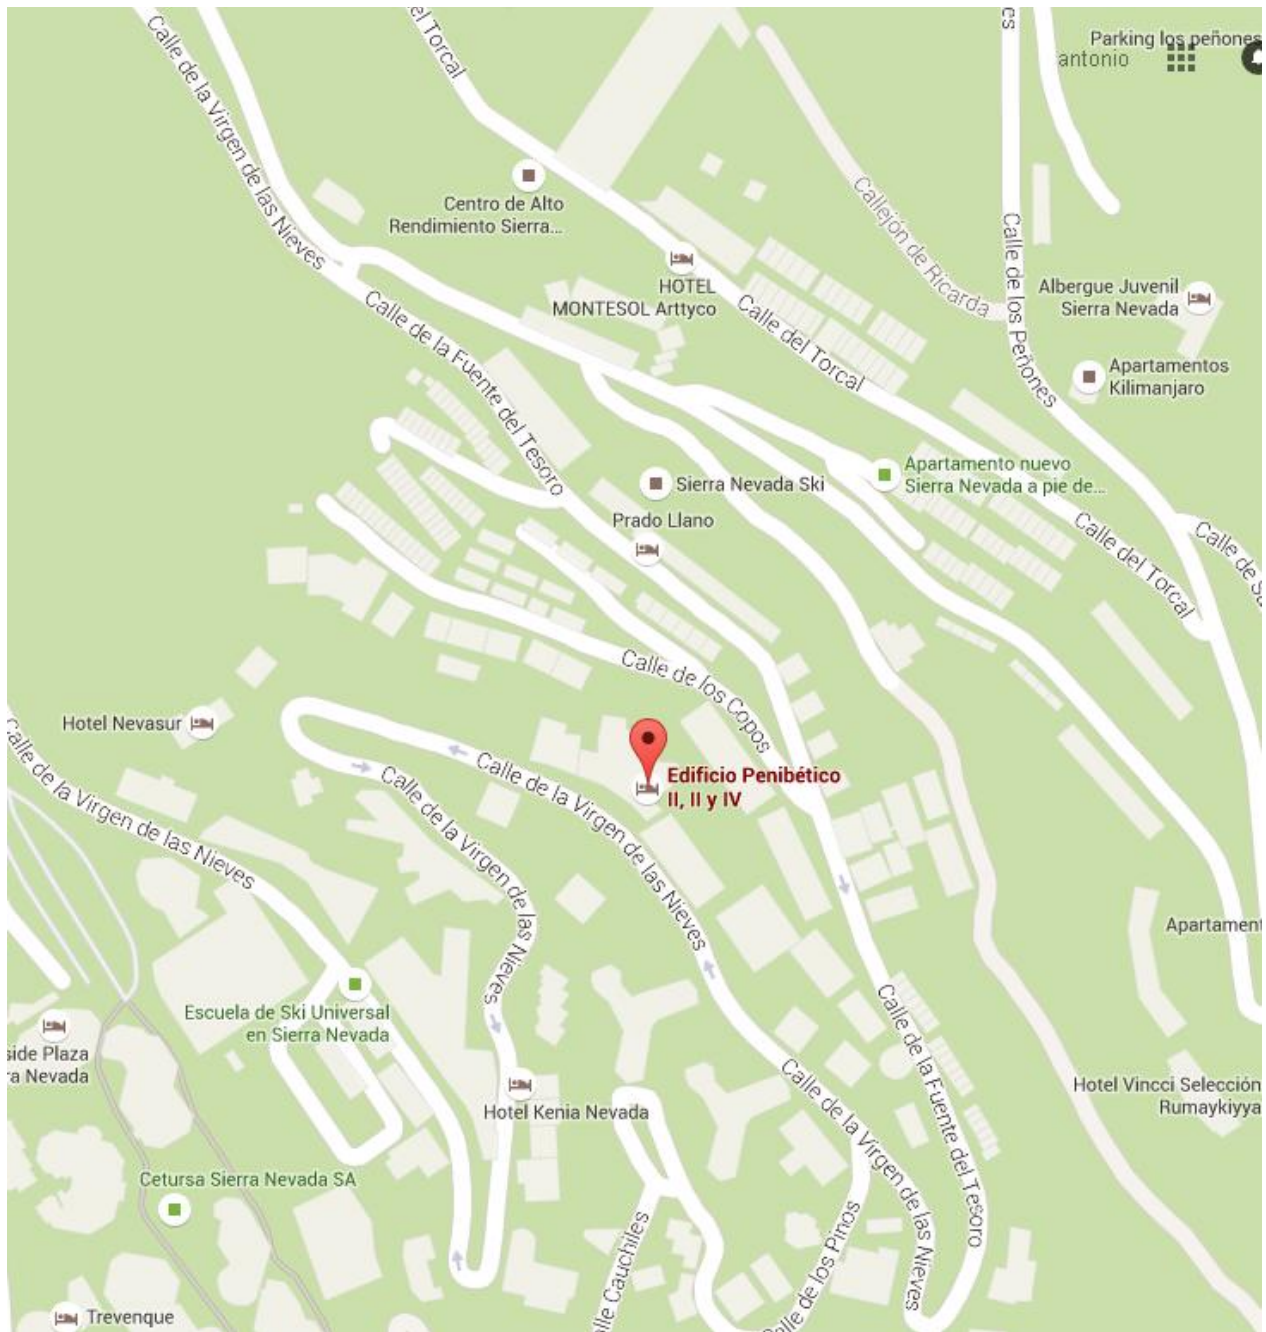 es
Parking los peñones
antonio
el Torcal
Calle de la Virgen de las Nieves
Centro de Alto
Rendimiento Sierra...
Callejón de Ricarda
Calle de los Peñones
HOTEL
MONTESOL Arttyco
Albergue Juvenil
Sierra Nevada
Calle del Torcal
Calle de la Fuente del Tesoro
Apartamentos
Kilimanjaro
Apartamento nuevo
Sierra Nevada a pie de...
Sierra Nevada Ski
Prado Llano
Calle del Torcal
Calle de Sa
Calle de los Copos
Hotel Nevasur
Calle de la Virgen de las Nieves
Calle de la Virgen de las Nieves
Calle de la Virgen de las Nieves
Edificio Penibético
II, II y IV
Apartament
Escuela de Ski Universal
en Sierra Nevada
Calle de la Fuente del Tesoro
side Plaza
ra Nevada
Hotel Kenia Nevada
Calle de la Virgen de las Nieves
Hotel Vincci Selección
Rumaykiyya
Cetursa Sierra Nevada SA
alle Cauchiles
Calle de los Pinos
Trevenque